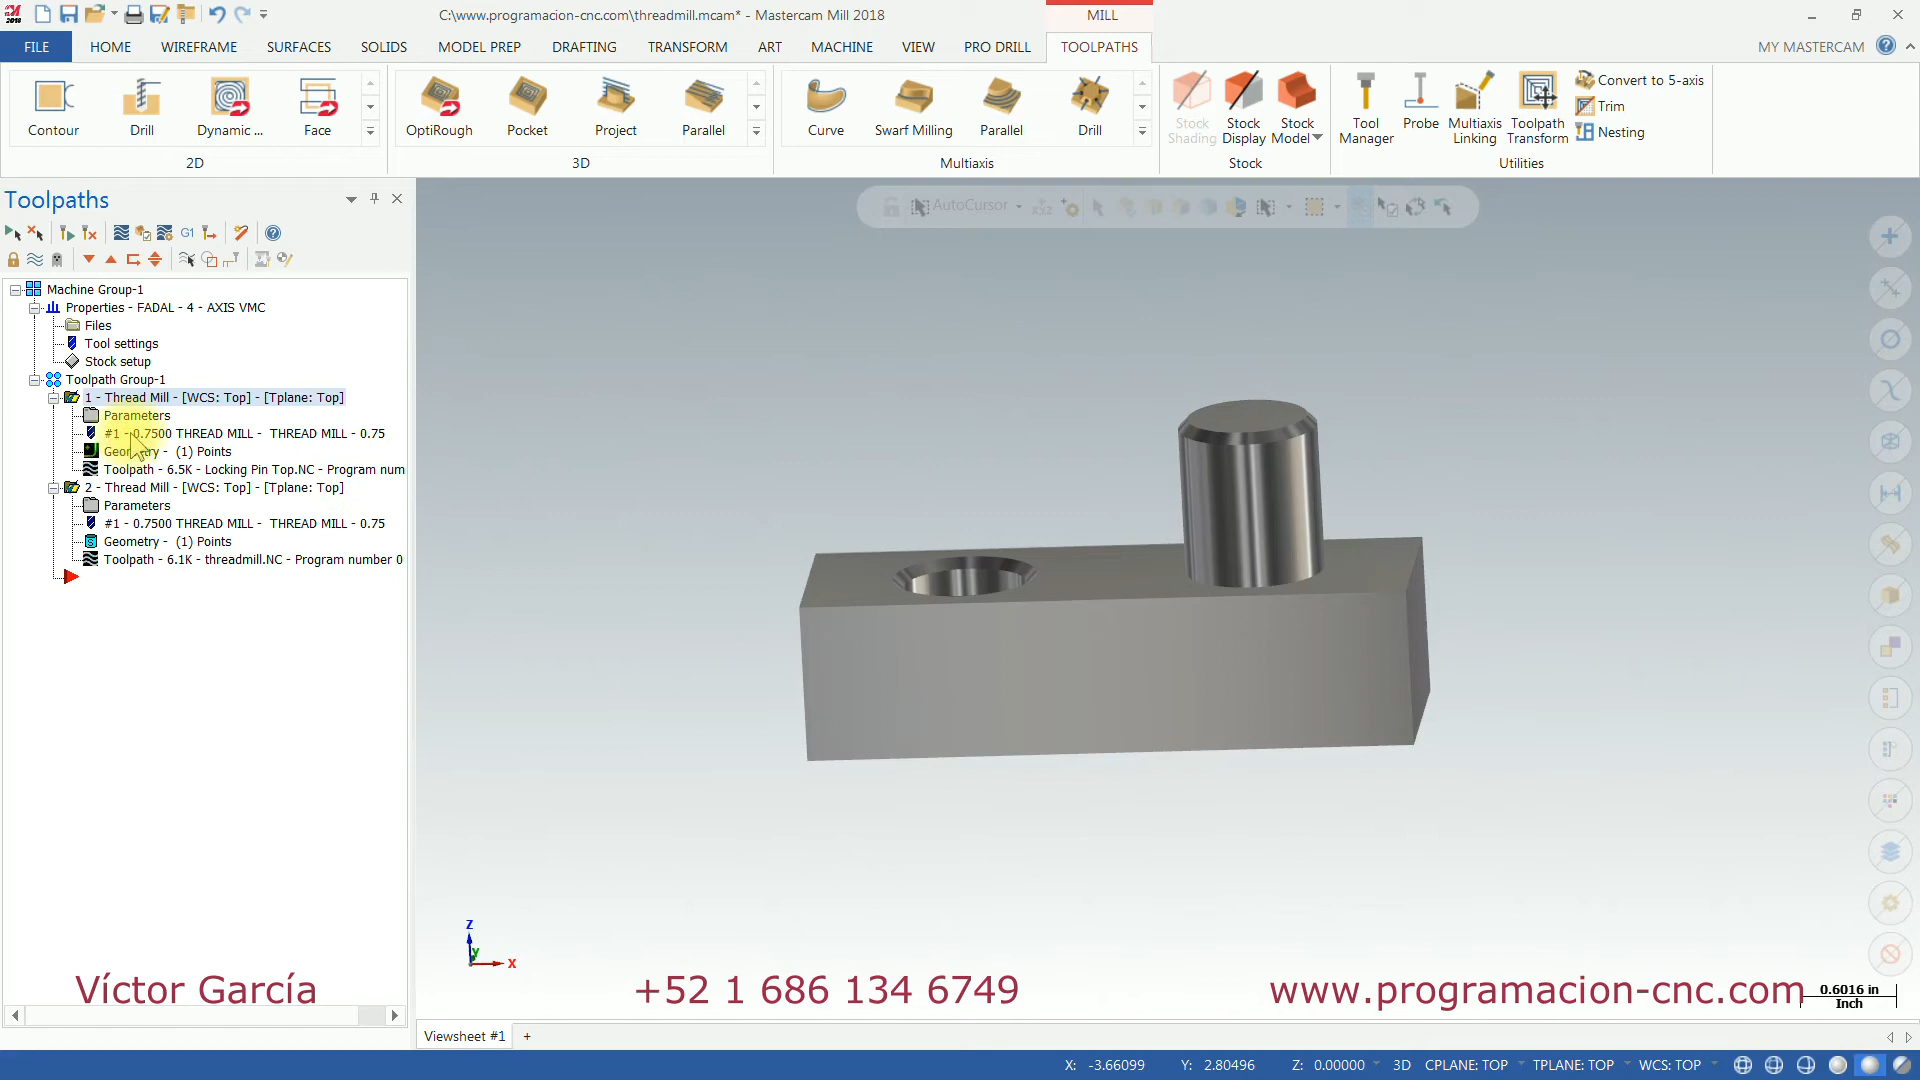 C:\www.programacion-cnc.com\threadmill.mcam* - Mastercam Mill 2018
MILL
FILE
HOME
WIREFRAME
SURFACES
SOLIDS
MODEL PREP
DRAFTING
TRANSFORM
ART
MACHINE
VIEW
PRO DRILL
TOOLPATHS
MY MASTERCAM
Contour
Drill
Dynamic ...
Face
2D
OptiRough
Pocket
Project
Parallel
3D
Curve
Swarf Milling
Parallel
Drill
Multiaxis
Stock Shading
Stock Display
Stock Model
Stock
Tool Manager
Probe
Multiaxis Linking
Toolpath Transform
Convert to 5-axis
Trim
Nesting
Utilities
Toolpaths
AutoCursor
G1
Machine Group-1
Properties - FADAL - 4 - AXIS VMC
Files
Tool settings
Stock setup
Toolpath Group-1
1 - Thread Mill - [WCS: Top] - [Tplane: Top]
Parameters
#1 - 0.7500 THREAD MILL - THREAD MILL - 0.75
Geometry - (1) Points
Toolpath - 6.5K - Locking Pin Top.NC - Program num
2 - Thread Mill - [WCS: Top] - [Tplane: Top]
Parameters
#1 - 0.7500 THREAD MILL - THREAD MILL - 0.75
Geometry - (1) Points
Toolpath - 6.1K - threadmill.NC - Program number 0
Z
Y
X
Víctor García
+52 1 686 134 6749
www.programacion-cnc.com
0.6016 in
Inch
Viewsheet #1
+
X: -3.66099
Y: 2.80496
Z: 0.00000
3D
CPLANE: TOP
TPLANE: TOP
WCS: TOP